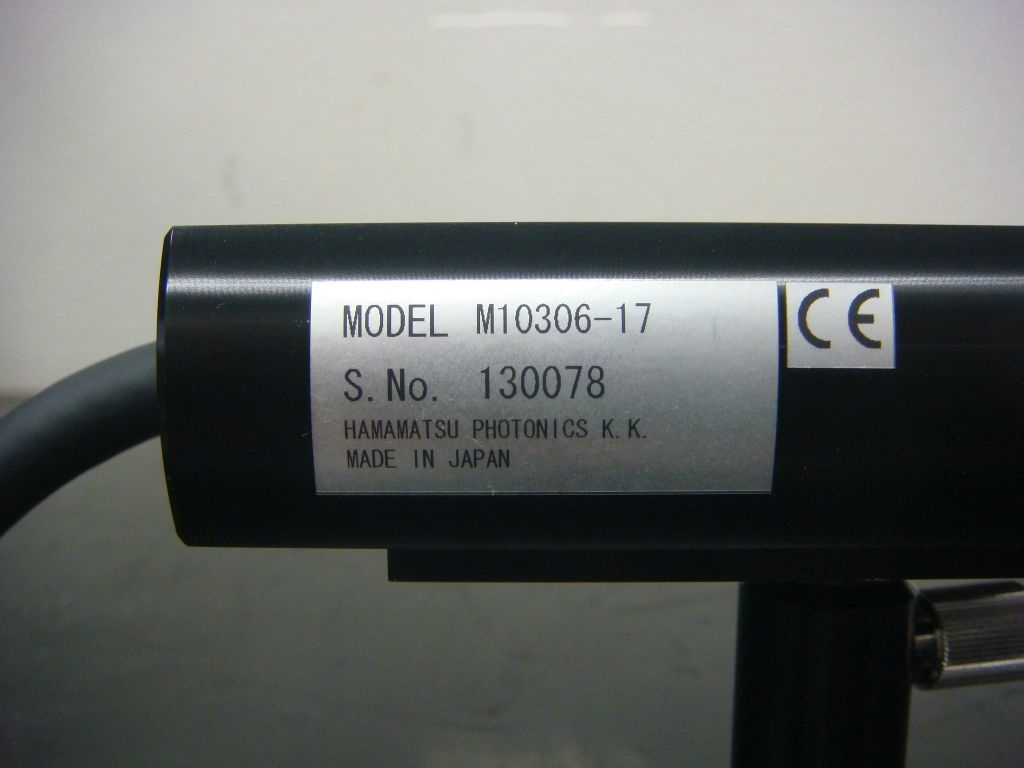 MODEL M10306-17
CE
S.No. 130078
HAMAMATSU PHOTONICS K.K.
MADE IN JAPAN